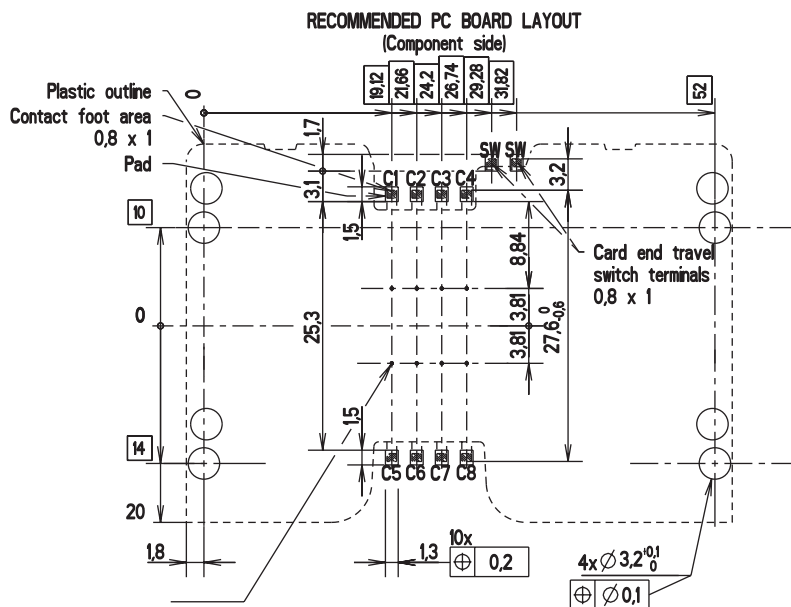 RECOMMENDED PC BOARD LAYOUT
(Component side)
0
19,12
21,66
24,2
26,74
29,28
31,82
52
Plastic outline
Contact foot area
0,8 x 1
Pad
1,7
3,1
SW SW
C1 C2 C3 C4
3,2
10
1,5
8,84
Card end travel
switch terminals
0,8 x 1
0
25,3
3,81
3,81
27,6 0 -0,6
1,5
14
C5 C6 C7 C8
20
1,8
1,3
10x
⌖ 0,2
4x Ø 3,2 +0,1 0
⌖ Ø 0,1